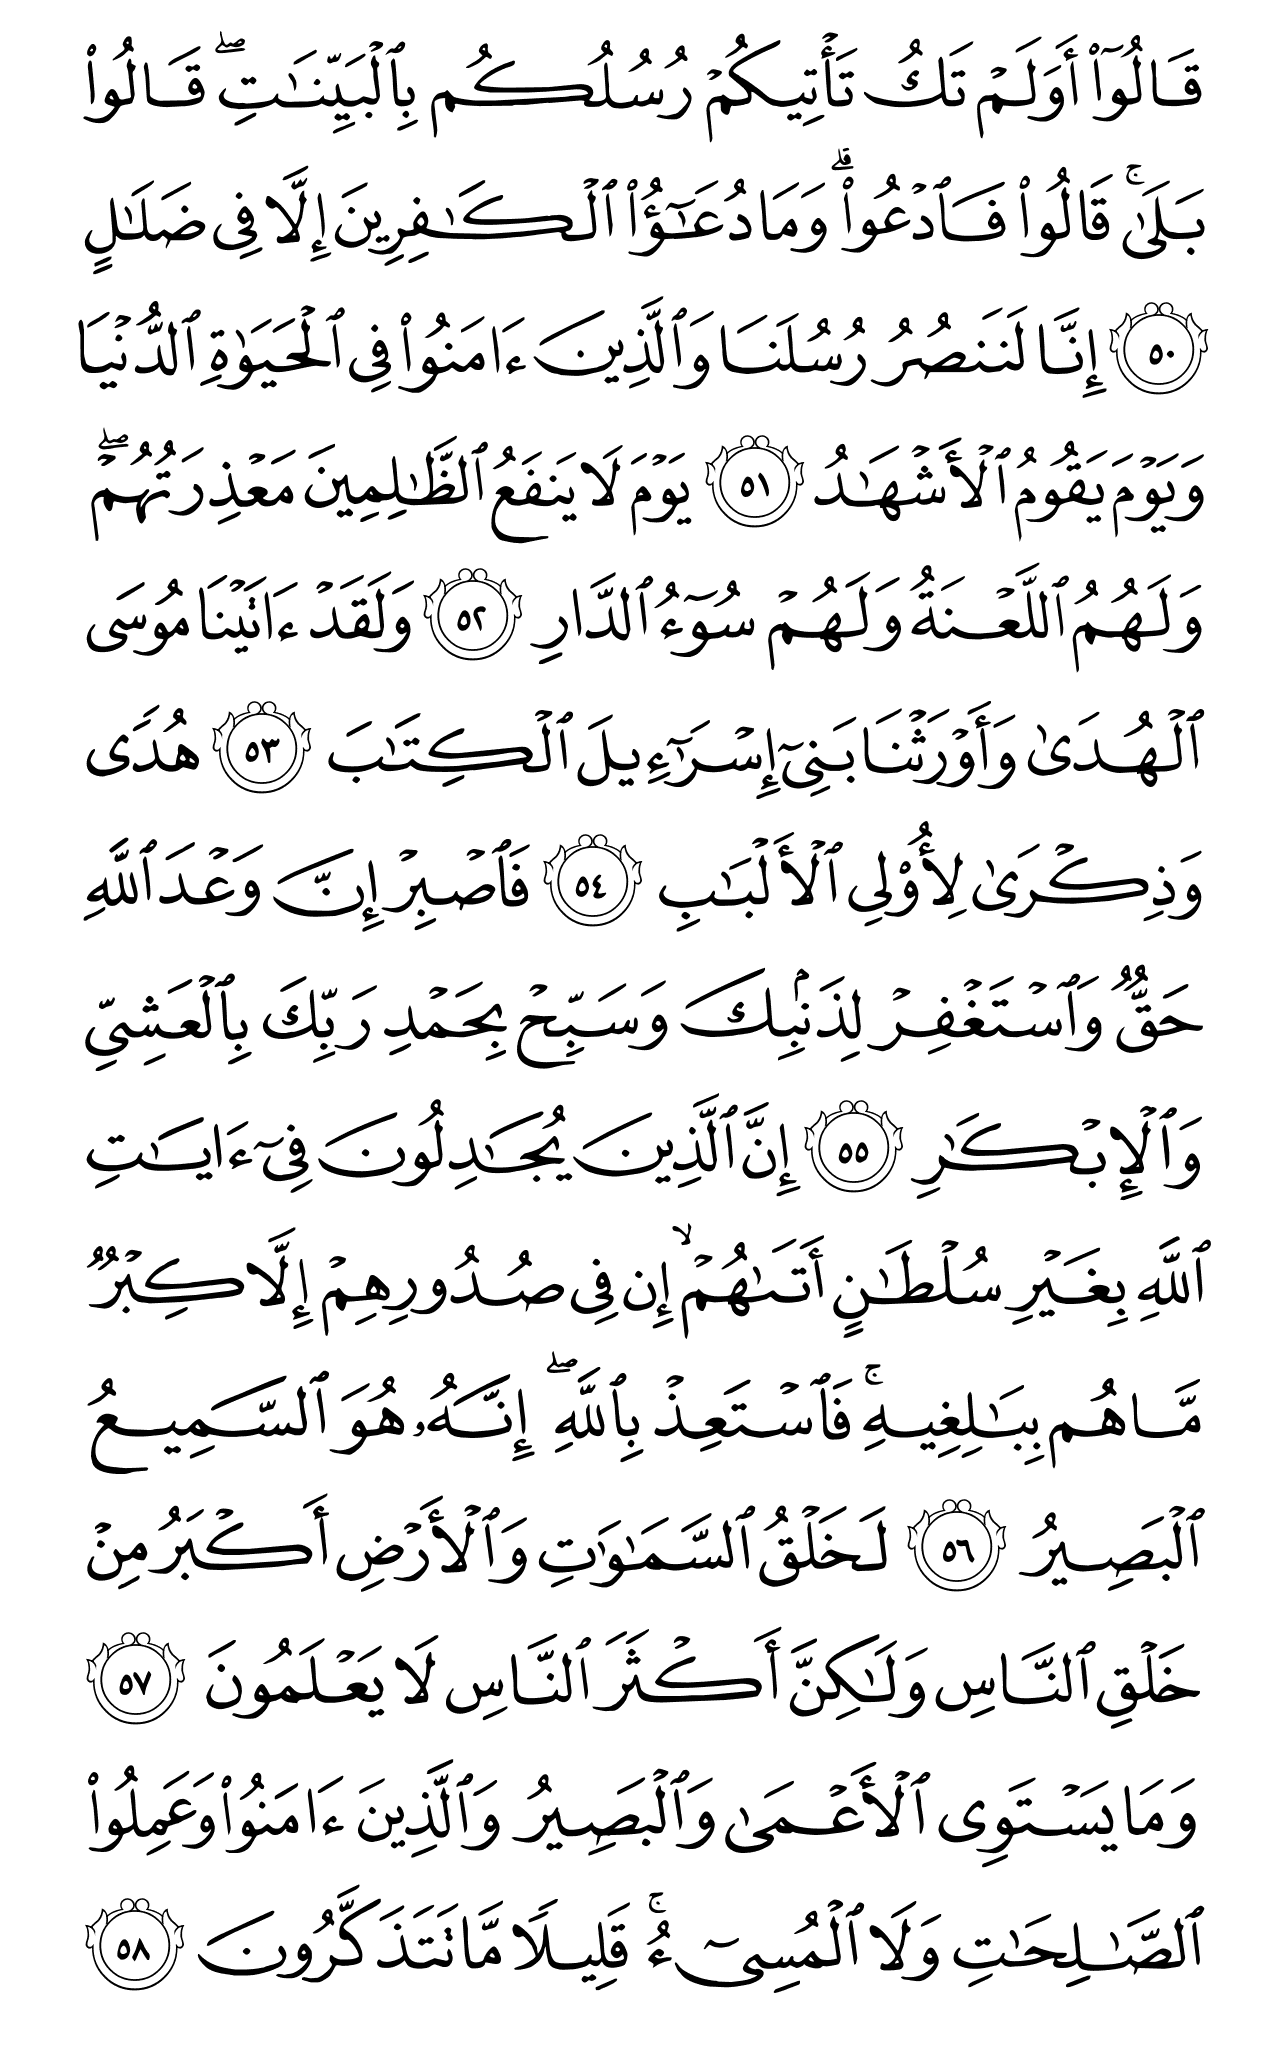 قَالُوٓا۟ أَوَلَمْ تَكُ تَأْتِيكُمْ رُسُلُكُم بِٱلْبَيِّنَـٰتِ ۖ قَالُوا۟
بَلَىٰ ۚ قَالُوا۟ فَٱدْعُوا۟ ۗ وَمَا دُعَـٰٓؤُا۟ ٱلْكَـٰفِرِينَ إِلَّا فِى ضَلَـٰلٍ
٥٠ إِنَّا لَنَنصُرُ رُسُلَنَا وَٱلَّذِينَ ءَامَنُوا۟ فِى ٱلْحَيَوٰةِ ٱلدُّنْيَا
وَيَوْمَ يَقُومُ ٱلْأَشْهَـٰدُ ٥١ يَوْمَ لَا يَنفَعُ ٱلظَّـٰلِمِينَ مَعْذِرَتُهُمْ ۖ
وَلَهُمُ ٱللَّعْنَةُ وَلَهُمْ سُوٓءُ ٱلدَّارِ ٥٢ وَلَقَدْ ءَاتَيْنَا مُوسَى
ٱلْهُدَىٰ وَأَوْرَثْنَا بَنِىٓ إِسْرَٰٓءِيلَ ٱلْكِتَـٰبَ ٥٣ هُدًى
وَذِكْرَىٰ لِأُو۟لِى ٱلْأَلْبَـٰبِ ٥٤ فَٱصْبِرْ إِنَّ وَعْدَ ٱللَّهِ
حَقٌّ وَٱسْتَغْفِرْ لِذَنۢبِكَ وَسَبِّحْ بِحَمْدِ رَبِّكَ بِٱلْعَشِىِّ
وَٱلْإِبْكَـٰرِ ٥٥ إِنَّ ٱلَّذِينَ يُجَـٰدِلُونَ فِىٓ ءَايَـٰتِ
ٱللَّهِ بِغَيْرِ سُلْطَـٰنٍ أَتَىٰهُمْ ۙ إِن فِى صُدُورِهِمْ إِلَّا كِبْرٌ
مَّا هُم بِبَـٰلِغِيهِ ۚ فَٱسْتَعِذْ بِٱللَّهِ ۖ إِنَّهُۥ هُوَ ٱلسَّمِيعُ
ٱلْبَصِيرُ ٥٦ لَخَلْقُ ٱلسَّمَـٰوَٰتِ وَٱلْأَرْضِ أَكْبَرُ مِنْ
خَلْقِ ٱلنَّاسِ وَلَـٰكِنَّ أَكْثَرَ ٱلنَّاسِ لَا يَعْلَمُونَ ٥٧
وَمَا يَسْتَوِى ٱلْأَعْمَىٰ وَٱلْبَصِيرُ وَٱلَّذِينَ ءَامَنُوا۟ وَعَمِلُوا۟
ٱلصَّـٰلِحَـٰتِ وَلَا ٱلْمُسِىٓءُ ۚ قَلِيلًا مَّا تَتَذَكَّرُونَ ٥٨